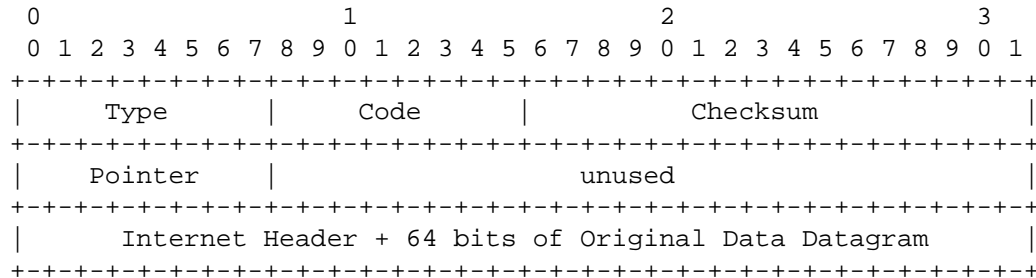 0                   1                   2                   3
0 1 2 3 4 5 6 7 8 9 0 1 2 3 4 5 6 7 8 9 0 1 2 3 4 5 6 7 8 9 0 1
+-+-+-+-+-+-+-+-+-+-+-+-+-+-+-+-+-+-+-+-+-+-+-+-+-+-+-+-+-+-+-+-+
|     Type      |     Code      |          Checksum             |
+-+-+-+-+-+-+-+-+-+-+-+-+-+-+-+-+-+-+-+-+-+-+-+-+-+-+-+-+-+-+-+-+
|    Pointer    |                   unused                      |
+-+-+-+-+-+-+-+-+-+-+-+-+-+-+-+-+-+-+-+-+-+-+-+-+-+-+-+-+-+-+-+-+
|      Internet Header + 64 bits of Original Data Datagram      |
+-+-+-+-+-+-+-+-+-+-+-+-+-+-+-+-+-+-+-+-+-+-+-+-+-+-+-+-+-+-+-+-+